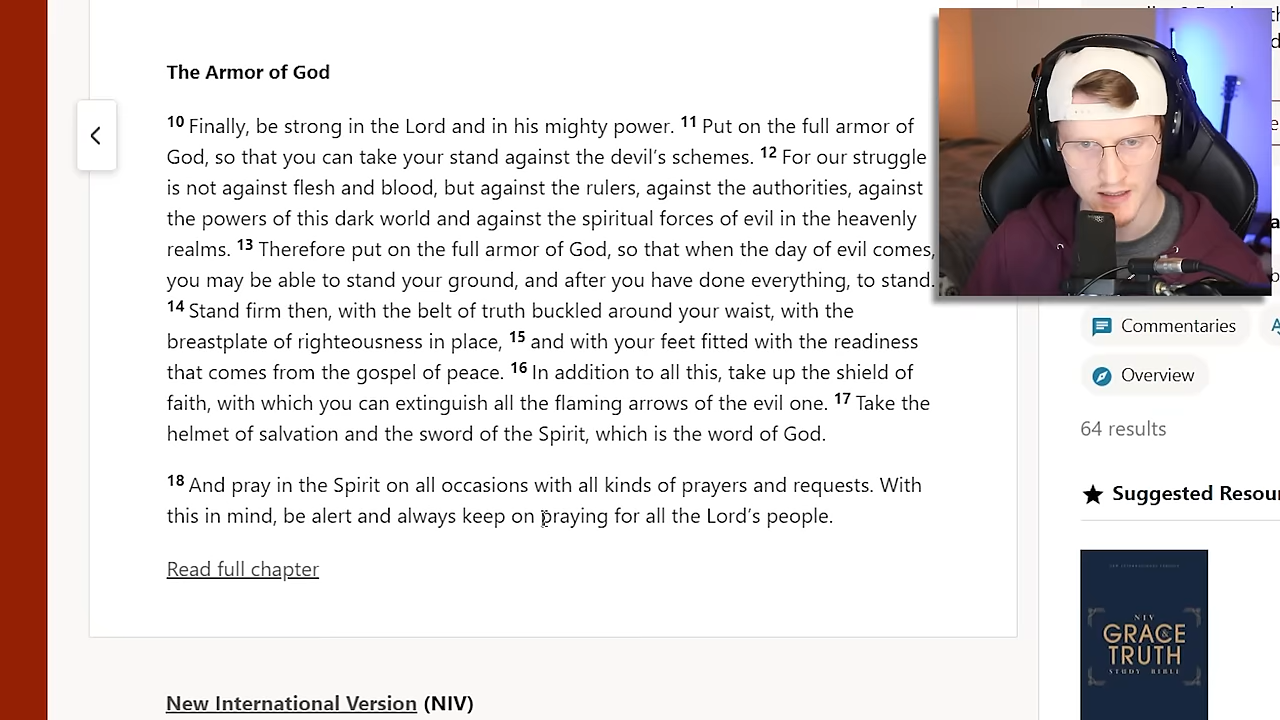 The Armor of God
10 Finally, be strong in the Lord and in his mighty power. 11 Put on the full armor of
God, so that you can take your stand against the devil’s schemes. 12 For our struggle
is not against flesh and blood, but against the rulers, against the authorities, against
the powers of this dark world and against the spiritual forces of evil in the heavenly
realms. 13 Therefore put on the full armor of God, so that when the day of evil comes,
you may be able to stand your ground, and after you have done everything, to stand.
14 Stand firm then, with the belt of truth buckled around your waist, with the
breastplate of righteousness in place, 15 and with your feet fitted with the readiness
that comes from the gospel of peace. 16 In addition to all this, take up the shield of
faith, with which you can extinguish all the flaming arrows of the evil one. 17 Take the
helmet of salvation and the sword of the Spirit, which is the word of God.
18 And pray in the Spirit on all occasions with all kinds of prayers and requests. With
this in mind, be alert and always keep on praying for all the Lord’s people.
Read full chapter
New International Version (NIV)
Commentaries
Overview
64 results
Suggested Resou
NIV
GRACE
&
TRUTH
STUDY BIBLE